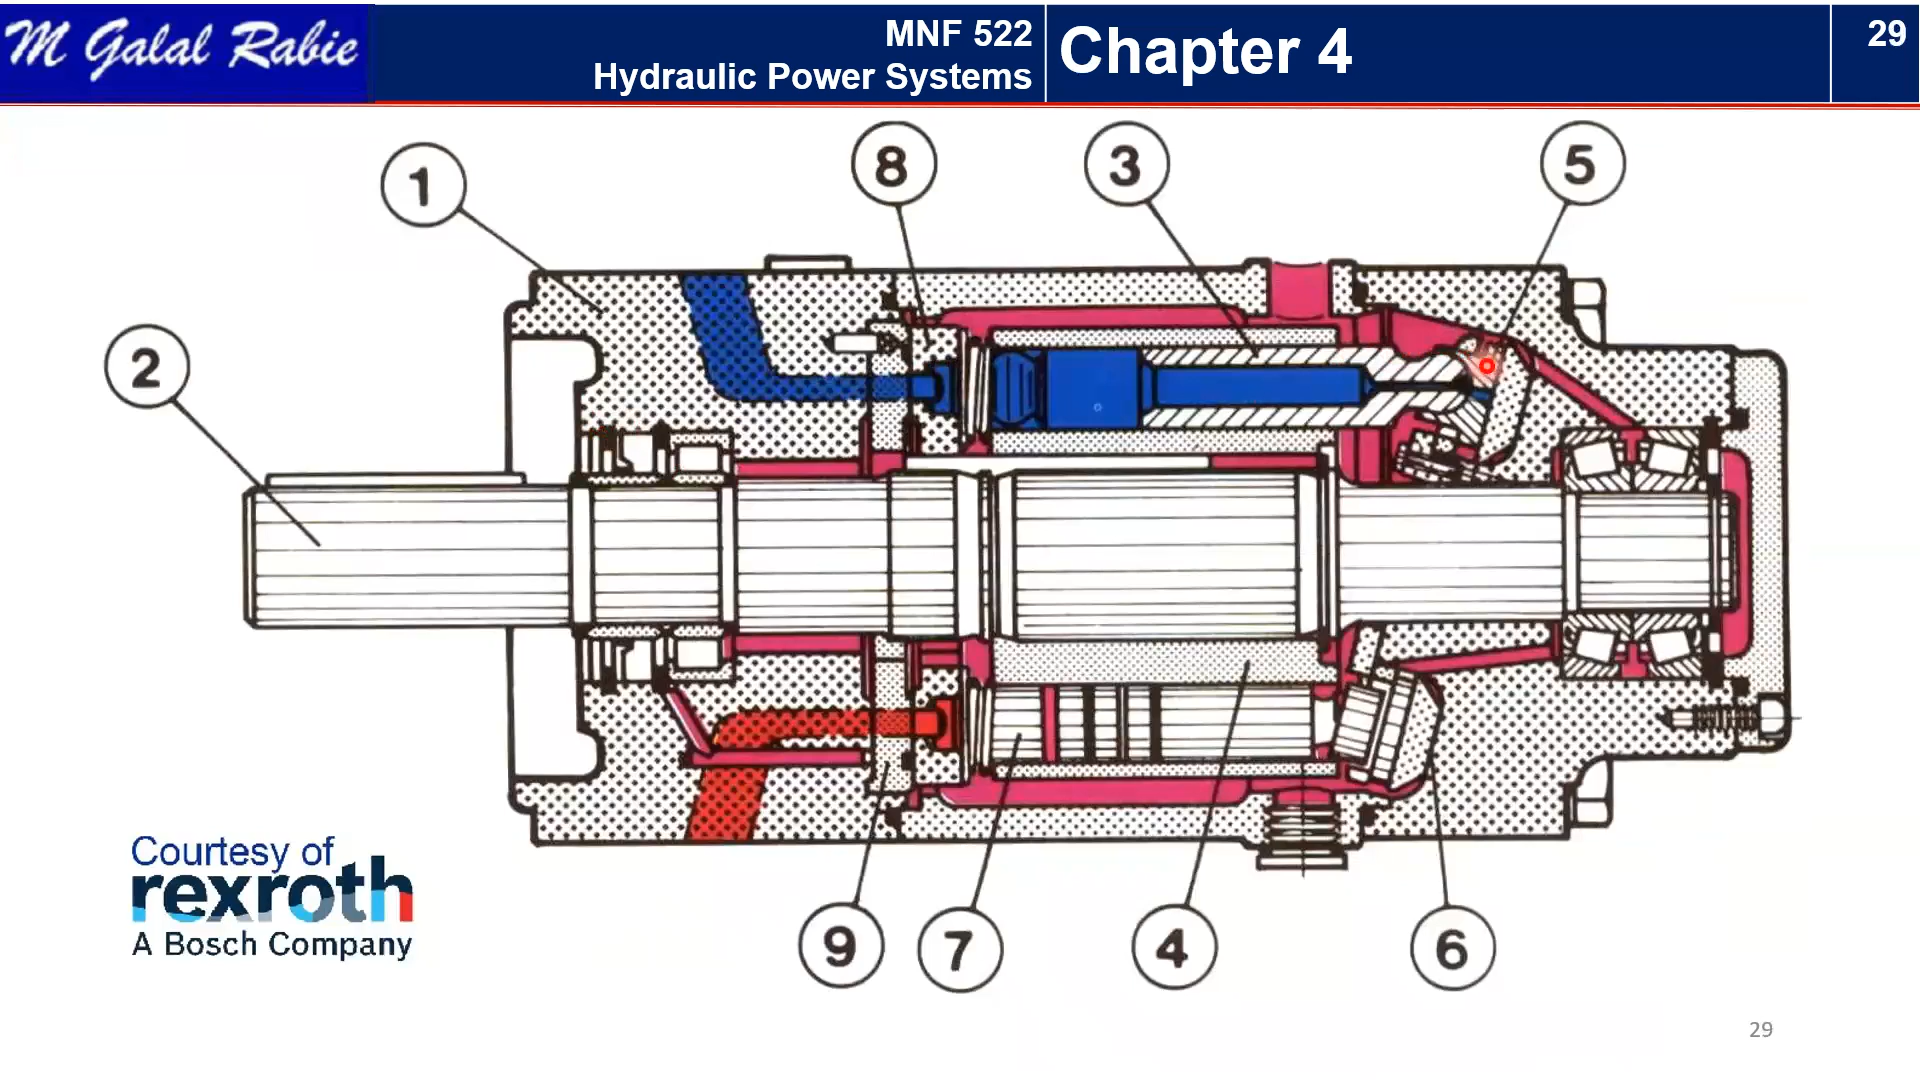 M Galal Rabie
MNF 522
Hydraulic Power Systems
Chapter 4
29
1
8
3
5
2
Courtesy of
rexroth
A Bosch Company
9
7
4
6
29